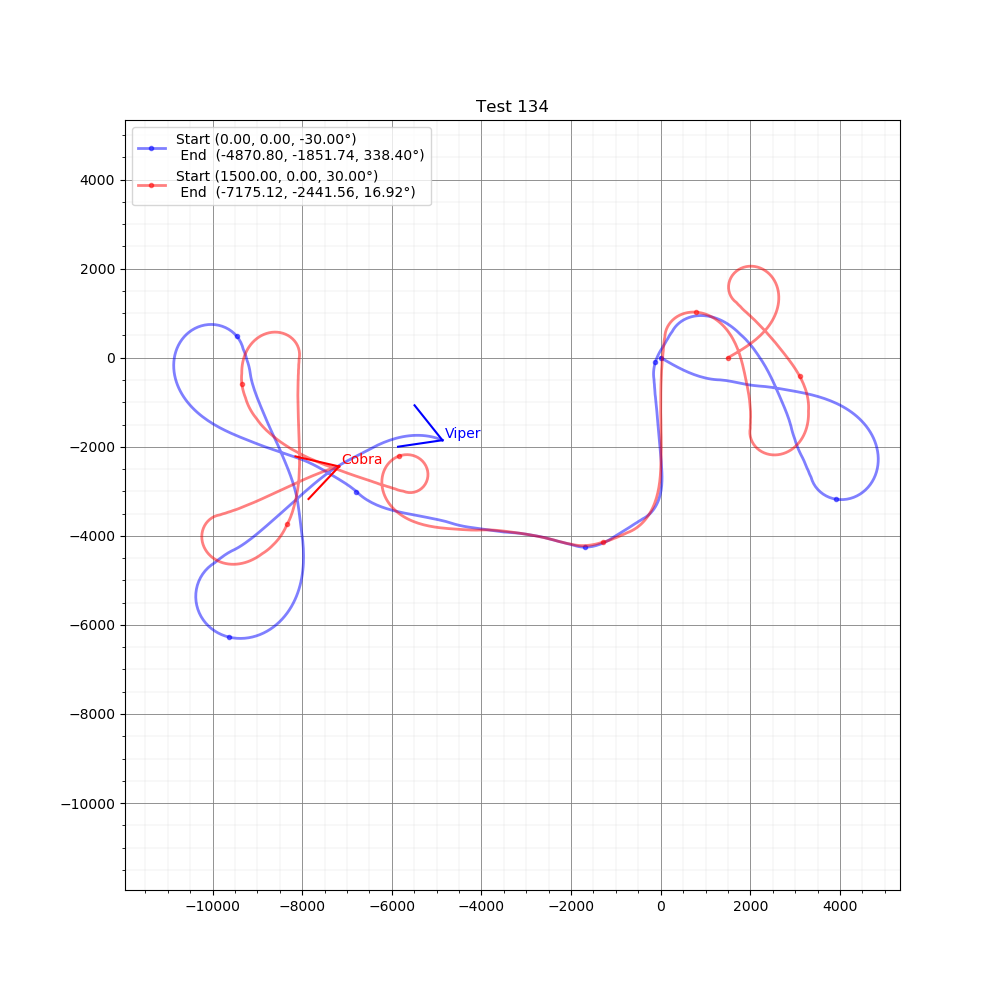 Test 134
Start (0.00, 0.00, -30.00°)
End  (-4870.80, -1851.74, 338.40°)
Start (1500.00, 0.00, 30.00°)
End  (-7175.12, -2441.56, 16.92°)
4000
2000
0
−2000
−4000
−6000
−8000
−10000
Viper
Cobra
−10000 −8000 −6000 −4000 −2000 0 2000 4000